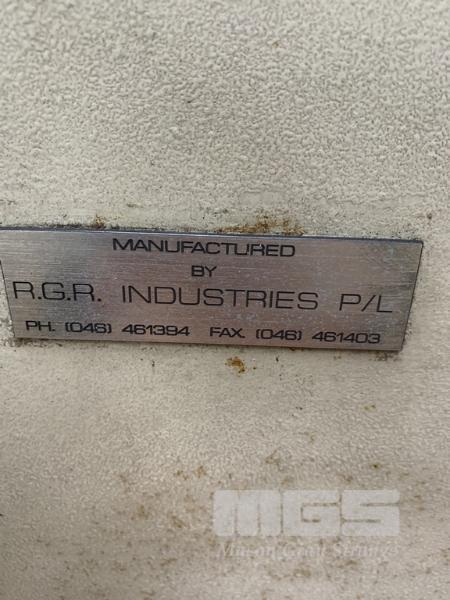 MANUFACTURED
BY
R.G.R. INDUSTRIES P/L
PH. (046) 461394 FAX. (046) 461403
MGS